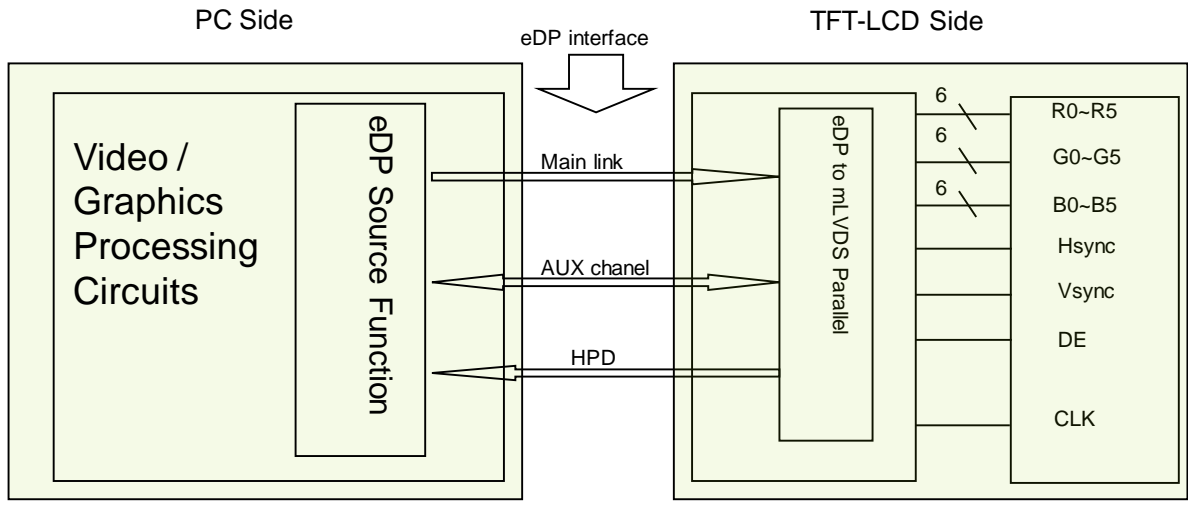 PC Side
eDP interface
TFT-LCD Side
Video /
Graphics
Processing
Circuits
eDP Source Function
Main link
AUX chanel
HPD
eDP to mLVDS Parallel
6
R0~R5
6
G0~G5
6
B0~B5
Hsync
Vsync
DE
CLK